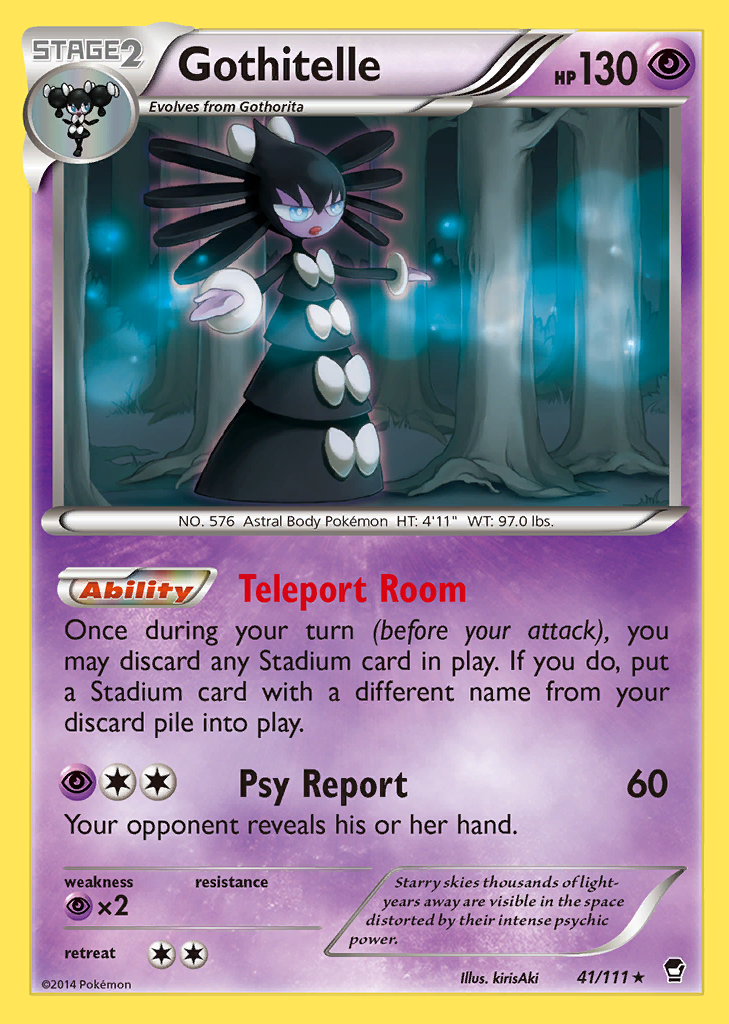 STAGE2
Gothitelle
HP 130
Evolves from Gothorita
NO. 576 Astral Body Pokémon HT: 4'11" WT: 97.0 lbs.
Ability Teleport Room
Once during your turn (before your attack), you
may discard any Stadium card in play. If you do, put
a Stadium card with a different name from your
discard pile into play.
Psy Report 60
Your opponent reveals his or her hand.
weakness resistance
×2
retreat
Starry skies thousands of light-
years away are visible in the space
distorted by their intense psychic
power.
Illus. kirisAki 41/111 ★
©2014 Pokémon